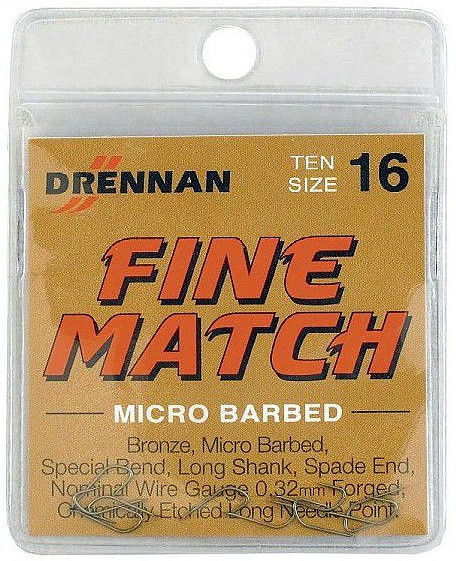 DRENNAN
TEN
SIZE 16
FINE
MATCH
MICRO BARBED
Bronze, Micro Barbed,
Special Bend, Long Shank, Spade End,
Nominal Wire Gauge 0.32mm Forged,
Chemically Etched Long Needle Point.